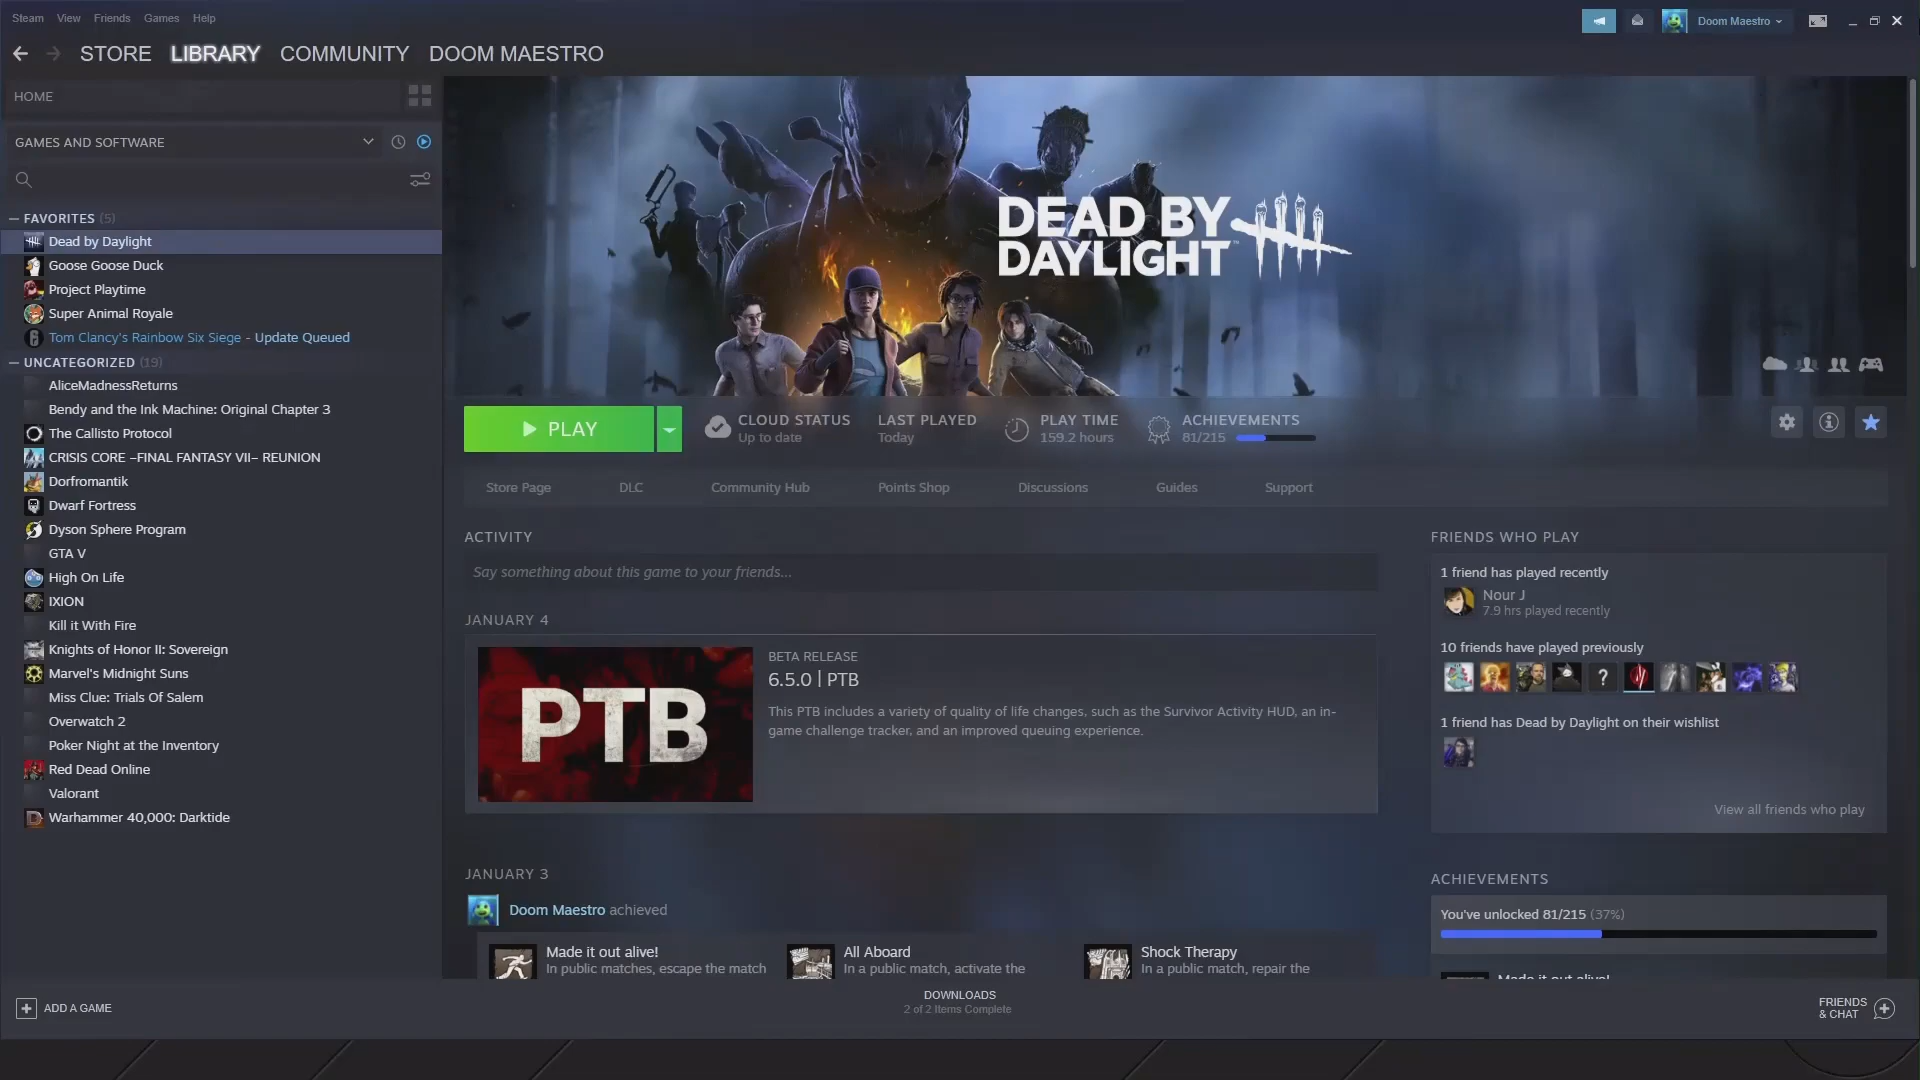 Steam View Friends Games Help
Doom Maestro
STORE LIBRARY COMMUNITY DOOM MAESTRO
HOME
GAMES AND SOFTWARE
FAVORITES (5)
Dead by Daylight
Goose Goose Duck
Project Playtime
Super Animal Royale
Tom Clancy's Rainbow Six Siege - Update Queued
UNCATEGORIZED (19)
AliceMadnessReturns
Bendy and the Ink Machine: Original Chapter 3
The Callisto Protocol
CRISIS CORE –FINAL FANTASY VII– REUNION
Dorfromantik
Dwarf Fortress
Dyson Sphere Program
GTA V
High On Life
IXION
Kill it With Fire
Knights of Honor II: Sovereign
Marvel's Midnight Suns
Miss Clue: Trials Of Salem
Overwatch 2
Poker Night at the Inventory
Red Dead Online
Valorant
Warhammer 40,000: Darktide
ADD A GAME
DEAD BY
DAYLIGHT™
PLAY
CLOUD STATUS
Up to date
LAST PLAYED
Today
PLAY TIME
159.2 hours
ACHIEVEMENTS
81/215
Store Page DLC Community Hub Points Shop Discussions Guides Support
ACTIVITY
Say something about this game to your friends...
JANUARY 4
PTB
BETA RELEASE
6.5.0 | PTB
This PTB includes a variety of quality of life changes, such as the Survivor Activity HUD, an in-
game challenge tracker, and an improved queuing experience.
JANUARY 3
Doom Maestro achieved
Made it out alive!
In public matches, escape the match
All Aboard
In a public match, activate the
Shock Therapy
In a public match, repair the
FRIENDS WHO PLAY
1 friend has played recently
Nour J
7.9 hrs played recently
10 friends have played previously
?
1 friend has Dead by Daylight on their wishlist
View all friends who play
ACHIEVEMENTS
You've unlocked 81/215 (37%)
Made it out alive!
DOWNLOADS
2 of 2 Items Complete
FRIENDS
& CHAT